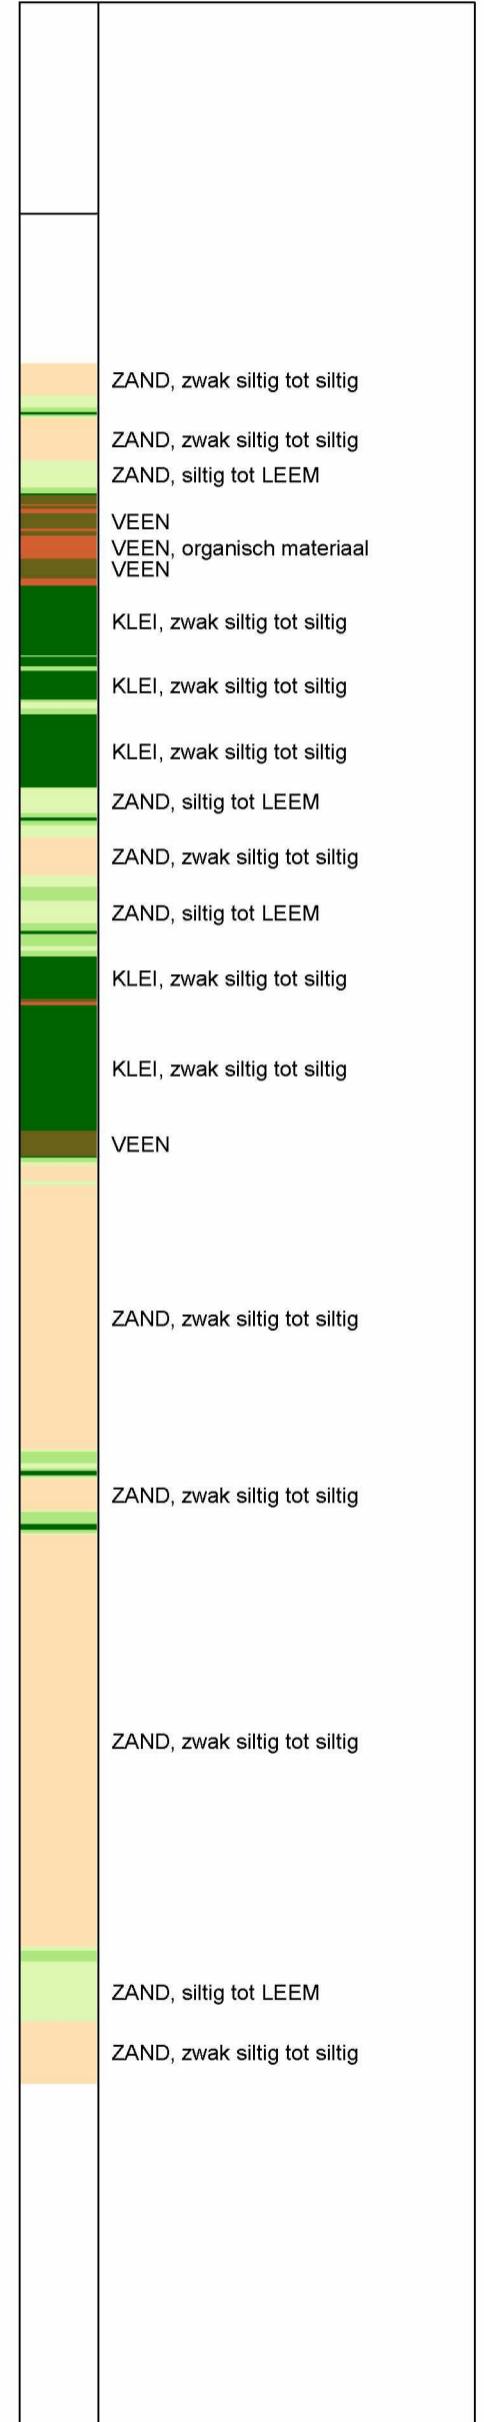 ZAND, zwak siltig tot siltig
ZAND, zwak siltig tot siltig
ZAND, siltig tot LEEM
VEEN
VEEN, organisch materiaal
VEEN
KLEI, zwak siltig tot siltig
KLEI, zwak siltig tot siltig
KLEI, zwak siltig tot siltig
ZAND, siltig tot LEEM
ZAND, zwak siltig tot siltig
ZAND, siltig tot LEEM
KLEI, zwak siltig tot siltig
KLEI, zwak siltig tot siltig
VEEN
ZAND, zwak siltig tot siltig
ZAND, zwak siltig tot siltig
ZAND, zwak siltig tot siltig
ZAND, siltig tot LEEM
ZAND, zwak siltig tot siltig